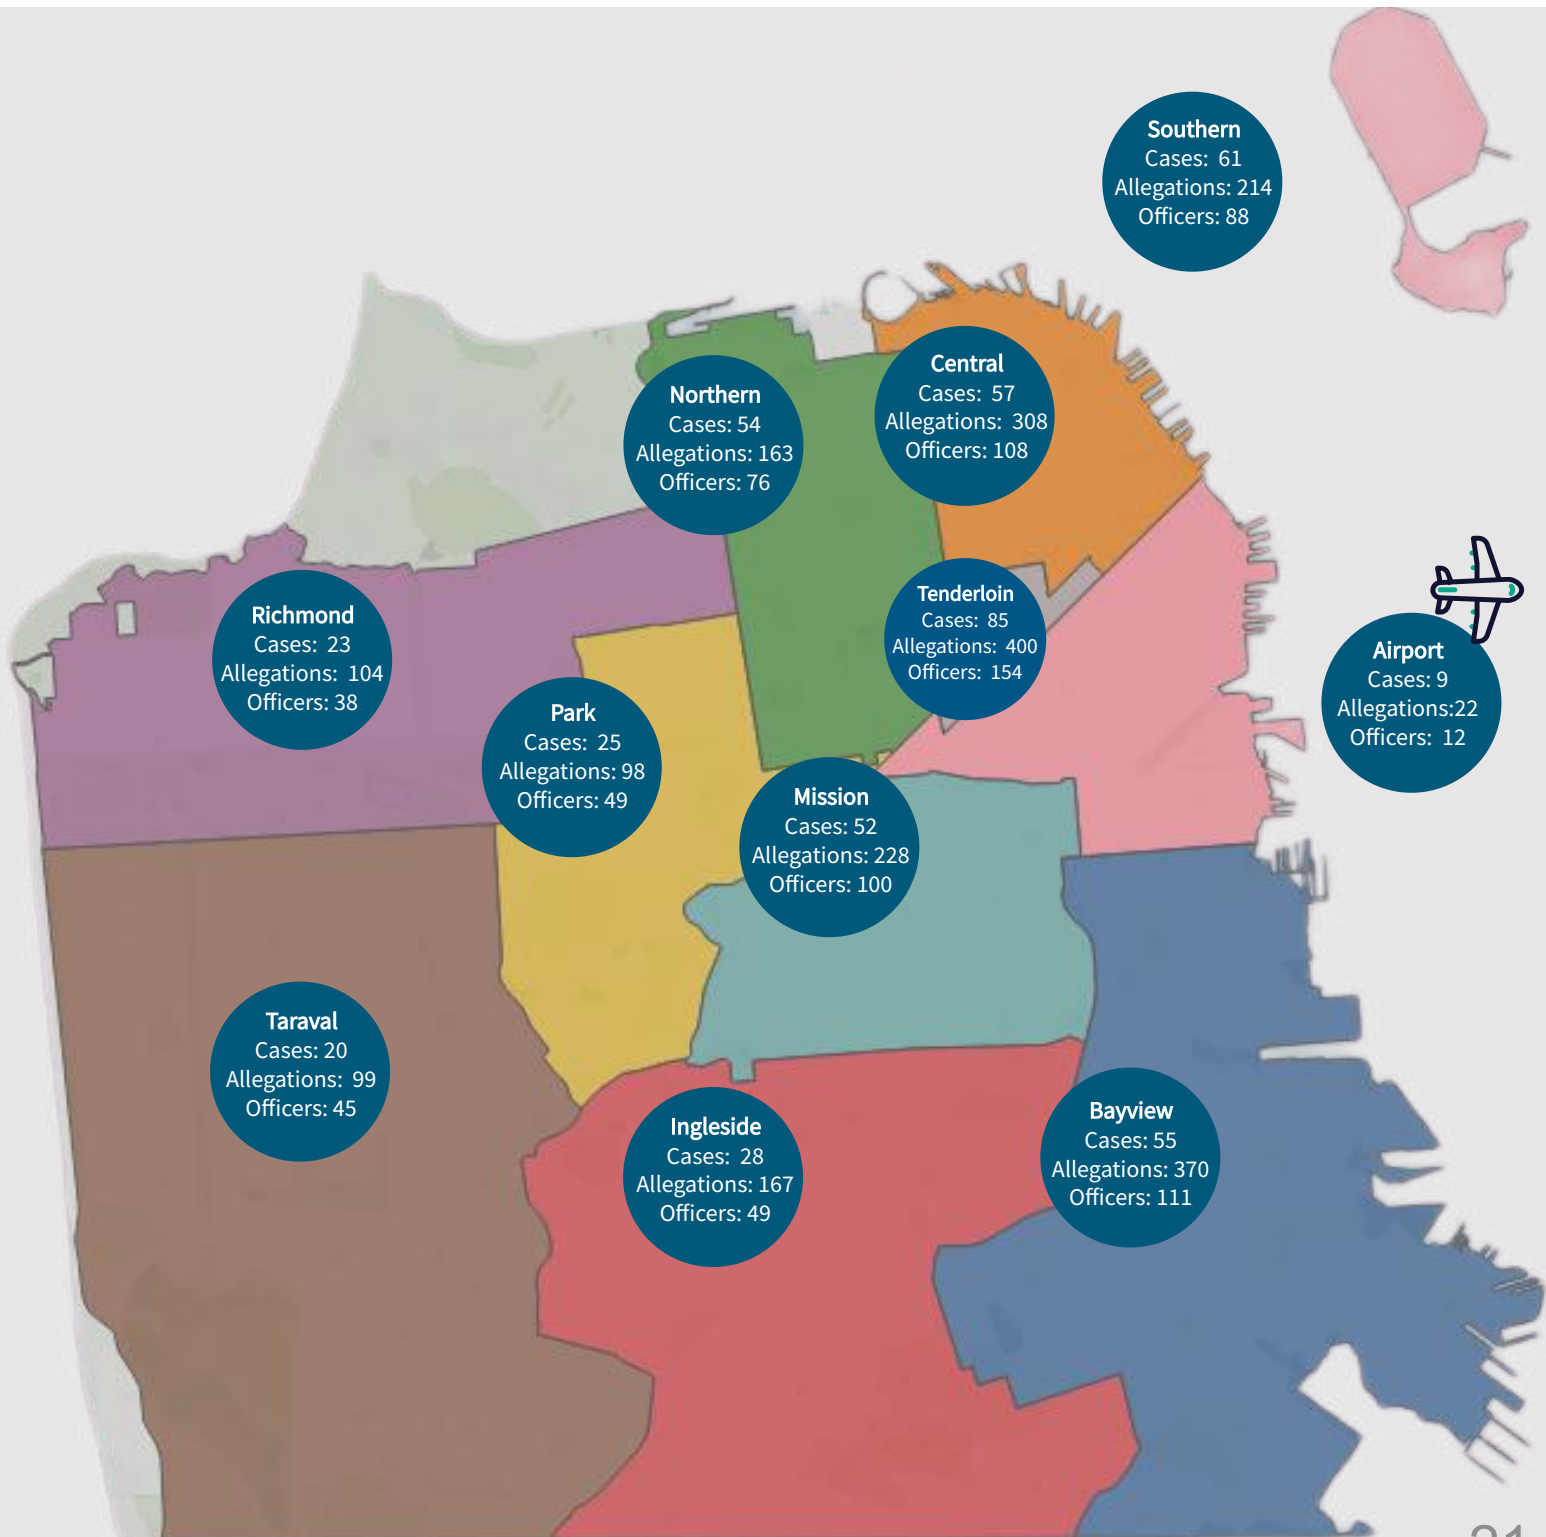 Southern
Cases: 61
Allegations: 214
Officers: 88
Central
Cases: 57
Allegations: 308
Officers: 108
Northern
Cases: 54
Allegations: 163
Officers: 76
Tenderloin
Cases: 85
Allegations: 400
Officers: 154
Richmond
Cases: 23
Allegations: 104
Officers: 38
Airport
Cases: 9
Allegations:22
Officers: 12
Park
Cases: 25
Allegations: 98
Officers: 49
Mission
Cases: 52
Allegations: 228
Officers: 100
Taraval
Cases: 20
Allegations: 99
Officers: 45
Ingleside
Cases: 28
Allegations: 167
Officers: 49
Bayview
Cases: 55
Allegations: 370
Officers: 111